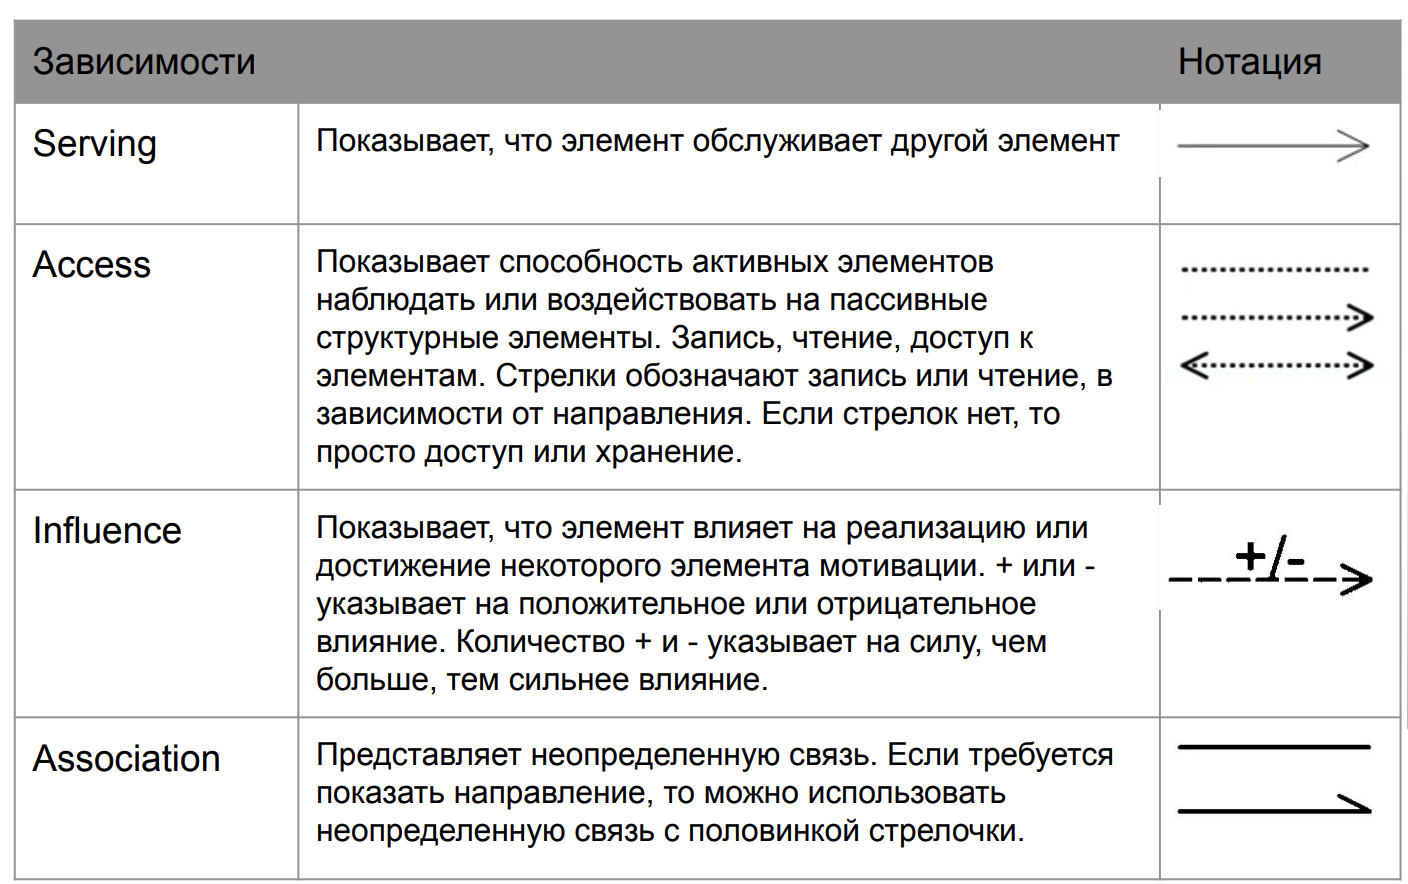 Зависимости
Нотация
Serving
Показывает, что элемент обслуживает другой элемент
Access
Показывает способность активных элементов
наблюдать или воздействовать на пассивные
структурные элементы. Запись, чтение, доступ к
элементам. Стрелки обозначают запись или чтение, в
зависимости от направления. Если стрелок нет, то
просто доступ или хранение.
Influence
Показывает, что элемент влияет на реализацию или
достижение некоторого элемента мотивации. + или -
указывает на положительное или отрицательное
влияние. Количество + и - указывает на силу, чем
больше, тем сильнее влияние.
+/-
Association
Представляет неопределенную связь. Если требуется
показать направление, то можно использовать
неопределенную связь с половинкой стрелочки.